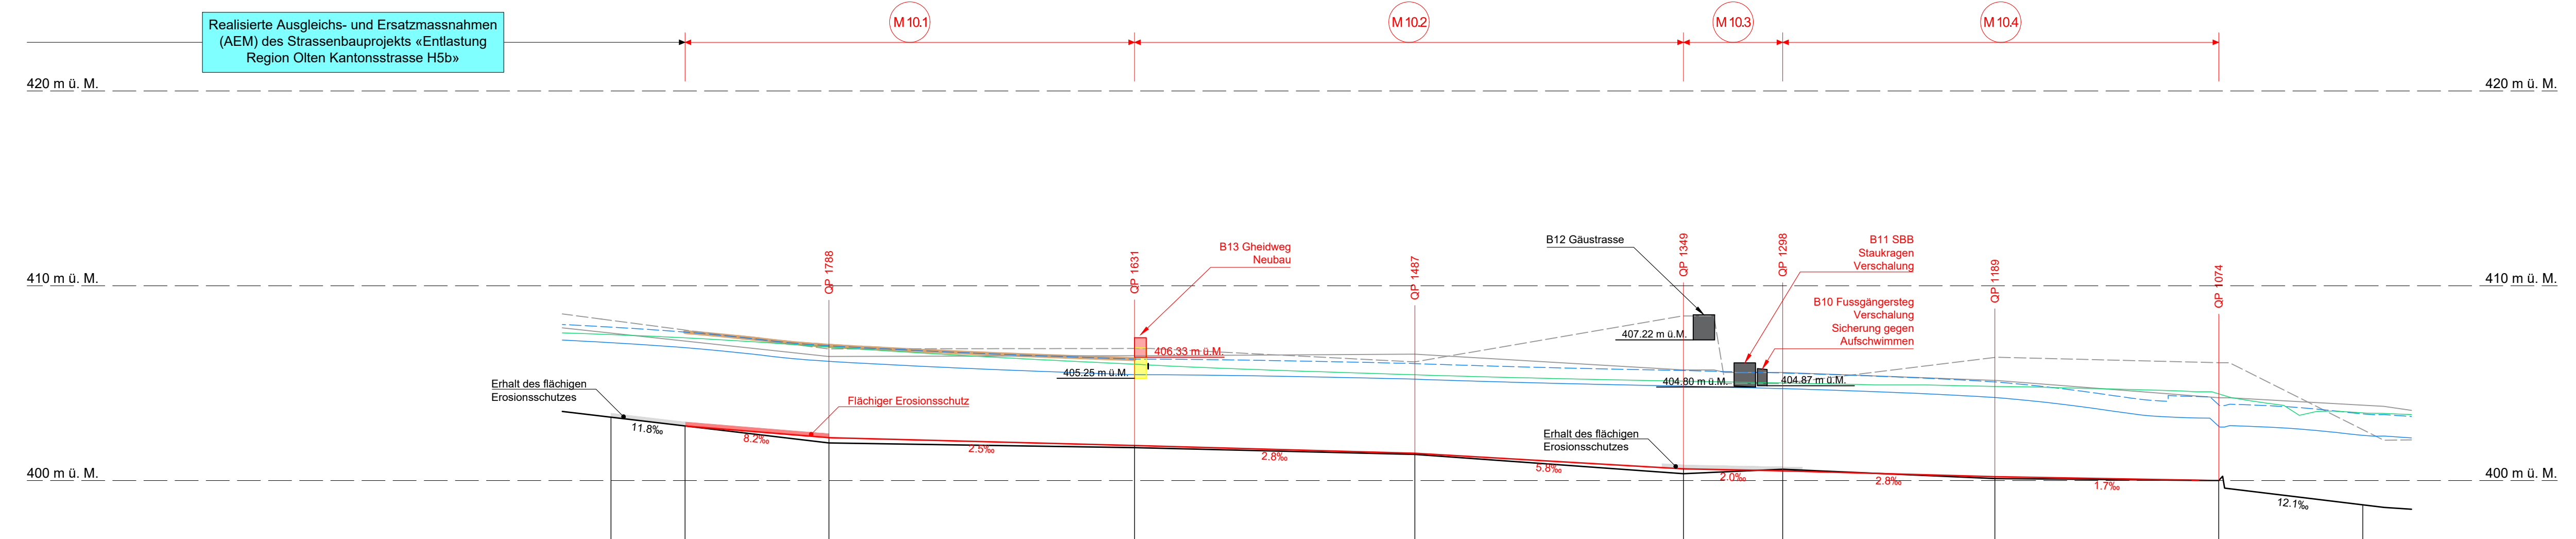 Realisierte Ausgleichs- und Ersatzmassnahmen
(AEM) des Strassenbauprojekts «Entlastung
Region Olten Kantonsstrasse H5b»
M 10.1
M 10.2
M 10.3
M 10.4
420 m ü. M.
420 m ü. M.
410 m ü. M.
410 m ü. M.
QP 1788
QP 1631
QP 1487
QP 1349
QP 1298
QP 1189
QP 1074
B13 Gheidweg
Neubau
B12 Gäustrasse
B11 SBB
Staukragen
Verschalung
B10 Fussgängersteg
Verschalung
Sicherung gegen
Aufschwimmen
407.22 m ü.M.
406.33 m ü.M.
405.25 m ü.M.
404.80 m ü.M.
404.87 m ü.M.
Erhalt des flächigen
Erosionsschutzes
Flächiger Erosionsschutz
Erhalt des flächigen
Erosionsschutzes
11.8‰
8.2‰
2.5‰
2.8‰
5.8‰
2.0‰
2.8‰
1.7‰
12.1‰
400 m ü. M.
400 m ü. M.